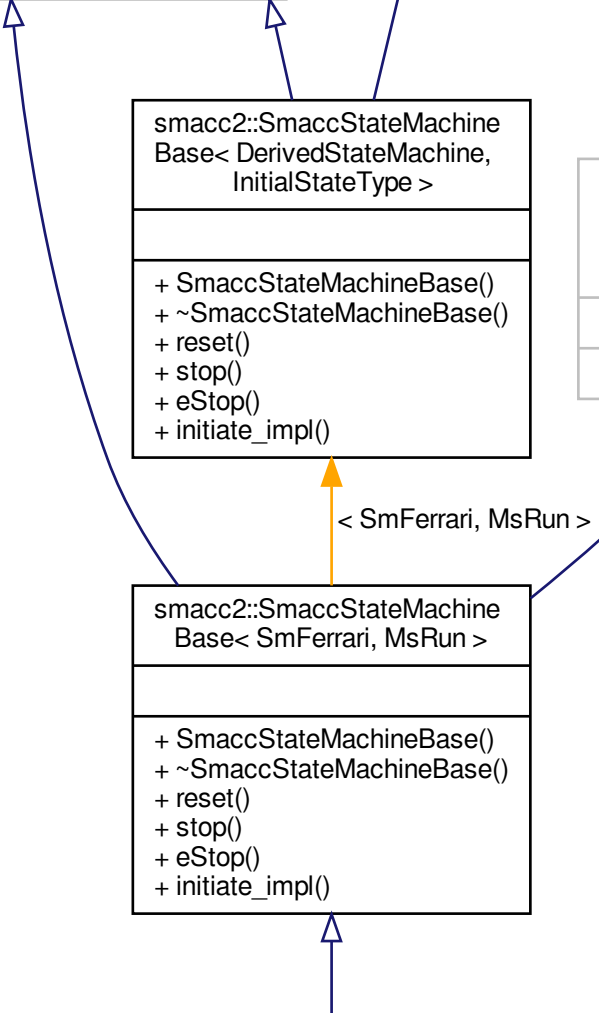 smacc2::SmaccStateMachine
Base< DerivedStateMachine,
InitialStateType >
+ SmaccStateMachineBase()
+ ~SmaccStateMachineBase()
+ reset()
+ stop()
+ eStop()
+ initiate_impl()
< SmFerrari, MsRun >
smacc2::SmaccStateMachine
Base< SmFerrari, MsRun >
+ SmaccStateMachineBase()
+ ~SmaccStateMachineBase()
+ reset()
+ stop()
+ eStop()
+ initiate_impl()